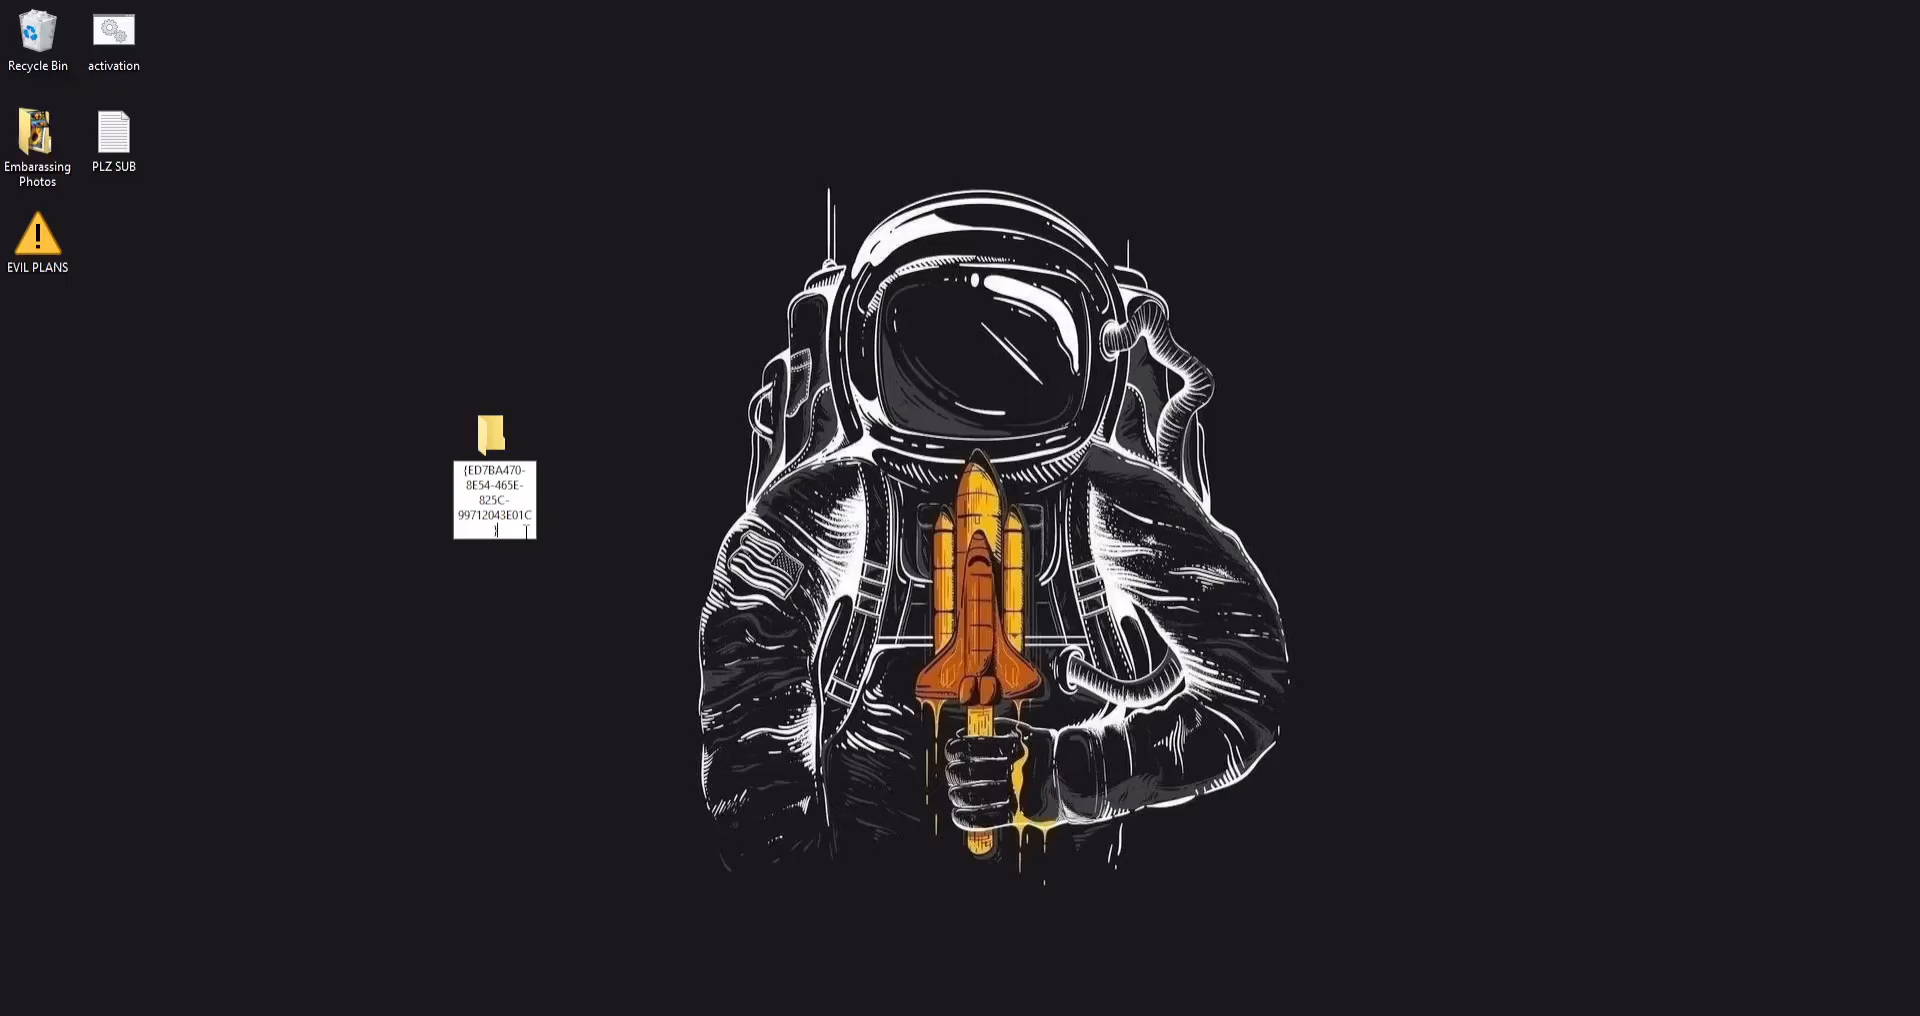 Recycle Bin
activation
Embarassing
Photos
PLZ SUB
EVIL PLANS
{ED7BA470-
8E54-465E-
825C-
99712043E01C
}